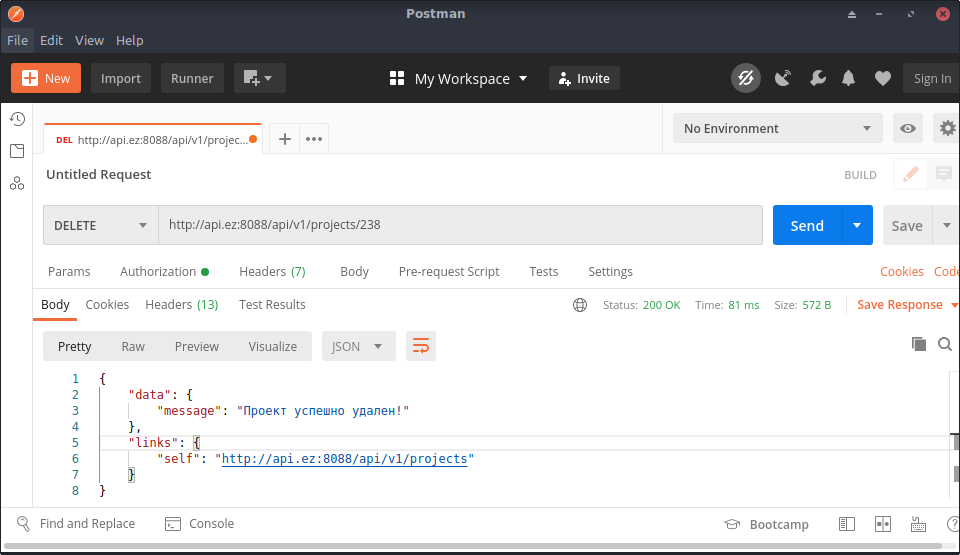 Postman
File Edit View Help
New Import Runner My Workspace Invite Sign In
DEL http://api.ez:8088/api/v1/projec... No Environment
Untitled Request BUILD
DELETE http://api.ez:8088/api/v1/projects/238 Send Save
Params Authorization Headers (7) Body Pre-request Script Tests Settings Cookies Code
Body Cookies Headers (13) Test Results Status: 200 OK Time: 81 ms Size: 572 B Save Response
Pretty Raw Preview Visualize JSON
1 {
2 "data": {
3 "message": "Проект успешно удален!"
4 },
5 "links": {
6 "self": "http://api.ez:8088/api/v1/projects"
7 }
8 }
Find and Replace Console Bootcamp